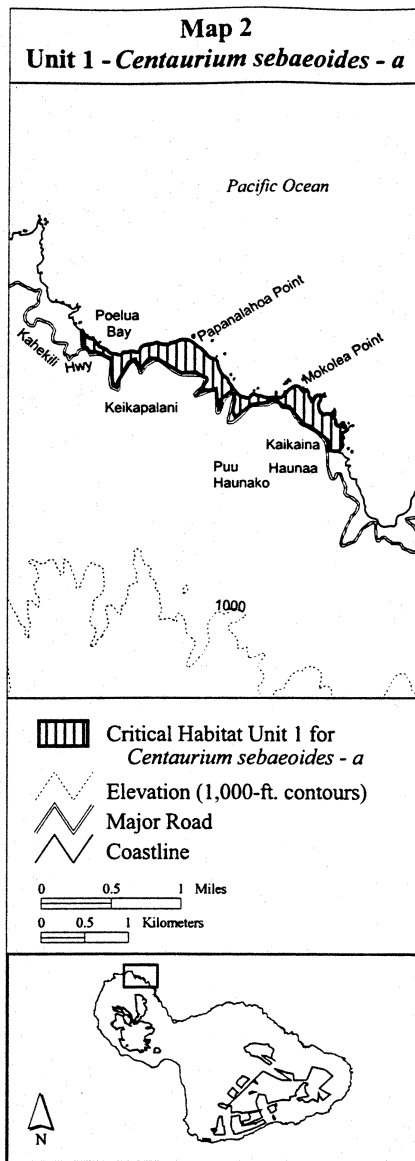 Map 2
Unit 1 - Centaurium sebaeoides - a
Pacific Ocean
Poelua
Bay
Papanalahoa Point
Kahekili
Hwy
Mokolea Point
Keikapalani
Kaikaina
Puu
Haunako
Haunaa
1000
Critical Habitat Unit 1 for
Centaurium sebaeoides - a
Elevation (1,000-ft. contours)
Major Road
Coastline
0 0.5 1 Miles
0 0.5 1 Kilometers
N